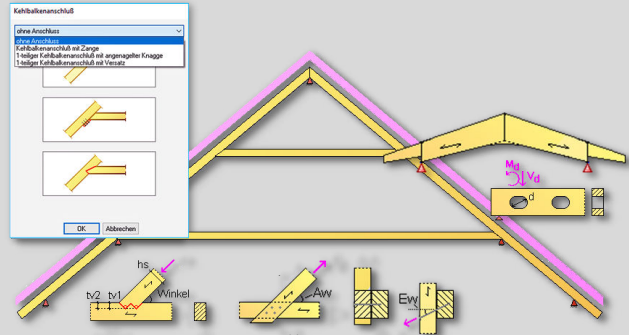 Kehlbalkenanschluß
ohne Anschluss
ohne Anschluss
Kehlbalkenanschluß mit Zange
1-teiliger Kehlbalkenanschluß mit angenagelter Knagge
1-teiliger Kehlbalkenanschluß mit Versatz
OK Abbrechen
Md
Vd
d
hs
tv2 tv1 Winkel
Aw
Ew